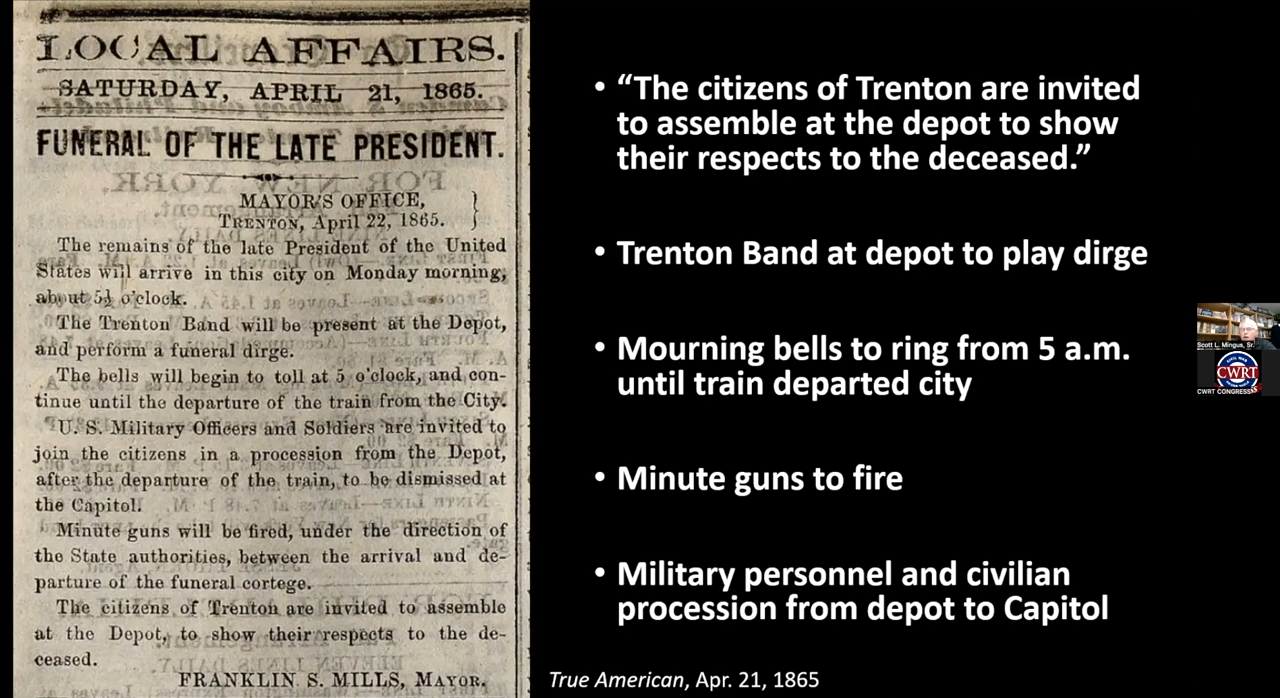 LOCAL AFFAIRS.
SATURDAY, APRIL 21, 1865.
FUNERAL OF THE LATE PRESIDENT.
MAYOR'S OFFICE,
TRENTON, April 22, 1865.
The remains of the late President of the United
States will arrive in this city on Monday morning,
about 5½ o'clock.
The Trenton Band will be present at the Depot,
and perform a funeral dirge.
The bells will begin to toll at 5 o'clock, and con-
tinue until the departure of the train from the City.
U. S. Military Officers and Soldiers are invited to
join the citizens in a procession from the Depot,
after the departure of the train, to be dismissed at
the Capitol.
Minute guns will be fired, under the direction of
the State authorities, between the arrival and de-
parture of the funeral cortege.
The citizens of Trenton are invited to assemble
at the Depot, to show their respects to the de-
ceased.
FRANKLIN S. MILLS, MAYOR.
• “The citizens of Trenton are invited
to assemble at the depot to show
their respects to the deceased.”
• Trenton Band at depot to play dirge
• Mourning bells to ring from 5 a.m.
until train departed city
• Minute guns to fire
• Military personnel and civilian
procession from depot to Capitol
True American, Apr. 21, 1865
Scott L. Mingus, Sr.
CIVIL WAR
CWRT
CWRT CONGRESS